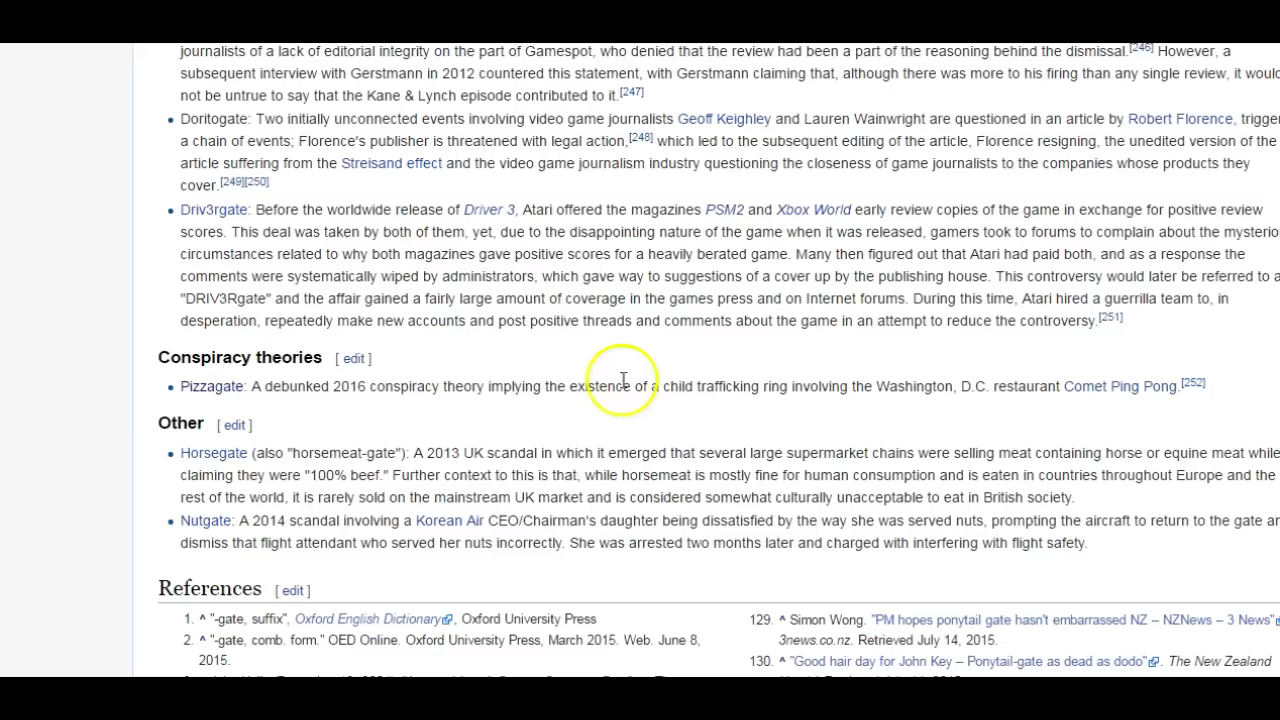 journalists of a lack of editorial integrity on the part of Gamespot, who denied that the review had been a part of the reasoning behind the dismissal.[246] However, a
subsequent interview with Gerstmann in 2012 countered this statement, with Gerstmann claiming that, although there was more to his firing than any single review, it would
not be untrue to say that the Kane & Lynch episode contributed to it.[247]
• Doritogate: Two initially unconnected events involving video game journalists Geoff Keighley and Lauren Wainwright are questioned in an article by Robert Florence, trigger
a chain of events; Florence's publisher is threatened with legal action,[248] which led to the subsequent editing of the article, Florence resigning, the unedited version of the
article suffering from the Streisand effect and the video game journalism industry questioning the closeness of game journalists to the companies whose products they
cover.[249][250]
• Driv3rgate: Before the worldwide release of Driver 3, Atari offered the magazines PSM2 and Xbox World early review copies of the game in exchange for positive review
scores. This deal was taken by both of them, yet, due to the disappointing nature of the game when it was released, gamers took to forums to complain about the mysterio
circumstances related to why both magazines gave positive scores for a heavily berated game. Many then figured out that Atari had paid both, and as a response the
comments were systematically wiped by administrators, which gave way to suggestions of a cover up by the publishing house. This controversy would later be referred to a
"DRIV3Rgate" and the affair gained a fairly large amount of coverage in the games press and on Internet forums. During this time, Atari hired a guerrilla team to, in
desperation, repeatedly make new accounts and post positive threads and comments about the game in an attempt to reduce the controversy.[251]
Conspiracy theories [ edit ]
• Pizzagate: A debunked 2016 conspiracy theory implying the existence of a child trafficking ring involving the Washington, D.C. restaurant Comet Ping Pong.[252]
Other [ edit ]
• Horsegate (also "horsemeat-gate"): A 2013 UK scandal in which it emerged that several large supermarket chains were selling meat containing horse or equine meat while
claiming they were "100% beef." Further context to this is that, while horsemeat is mostly fine for human consumption and is eaten in countries throughout Europe and the
rest of the world, it is rarely sold on the mainstream UK market and is considered somewhat culturally unacceptable to eat in British society.
• Nutgate: A 2014 scandal involving a Korean Air CEO/Chairman's daughter being dissatisfied by the way she was served nuts, prompting the aircraft to return to the gate a
dismiss that flight attendant who served her nuts incorrectly. She was arrested two months later and charged with interfering with flight safety.
References [ edit ]
1. ^ "-gate, suffix", Oxford English Dictionary, Oxford University Press
2. ^ "-gate, comb. form." OED Online. Oxford University Press, March 2015. Web. June 8,
2015.
129. ^ Simon Wong. "PM hopes ponytail gate hasn't embarrassed NZ – NZNews – 3 News"
3news.co.nz. Retrieved July 14, 2015.
130. ^ "Good hair day for John Key – Ponytail-gate as dead as dodo". The New Zealand